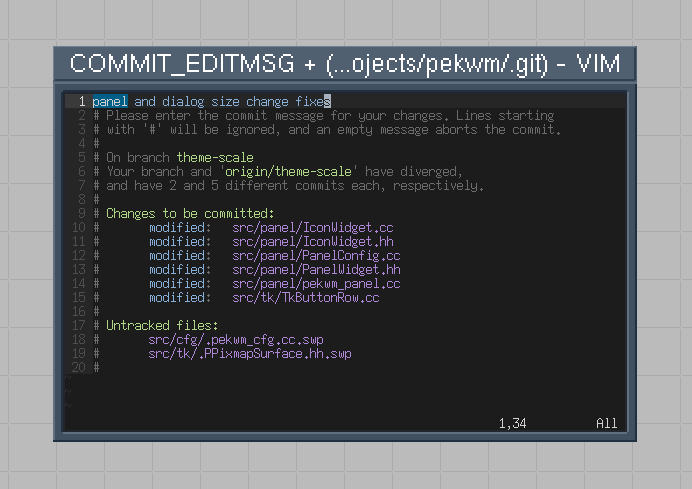 COMMIT_EDITMSG + (...ojects/pekwm/.git) - VIM
1 panel and dialog size change fixes
2 # Please enter the commit message for your changes. Lines starting
3 # with '#' will be ignored, and an empty message aborts the commit.
4 #
5 # On branch theme-scale
6 # Your branch and 'origin/theme-scale' have diverged,
7 # and have 2 and 5 different commits each, respectively.
8 #
9 # Changes to be committed:
10 #       modified:   src/panel/IconWidget.cc
11 #       modified:   src/panel/IconWidget.hh
12 #       modified:   src/panel/PanelConfig.cc
13 #       modified:   src/panel/PanelWidget.hh
14 #       modified:   src/panel/pekwm_panel.cc
15 #       modified:   src/tk/TkButtonRow.cc
16 #
17 # Untracked files:
18 #       src/cfg/.pekwm_cfg.cc.swp
19 #       src/tk/.PPixmapSurface.hh.swp
20 #
~
~
1,34          All